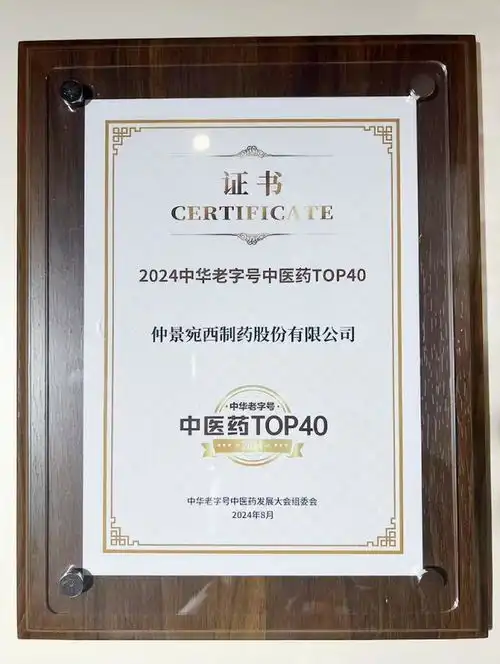 证书
CERTIFICATE
2024中华老字号中医药TOP40
仲景宛西制药股份有限公司
·中华老字号·
中医药TOP40
中华老字号中医药发展大会组委会
2024年8月